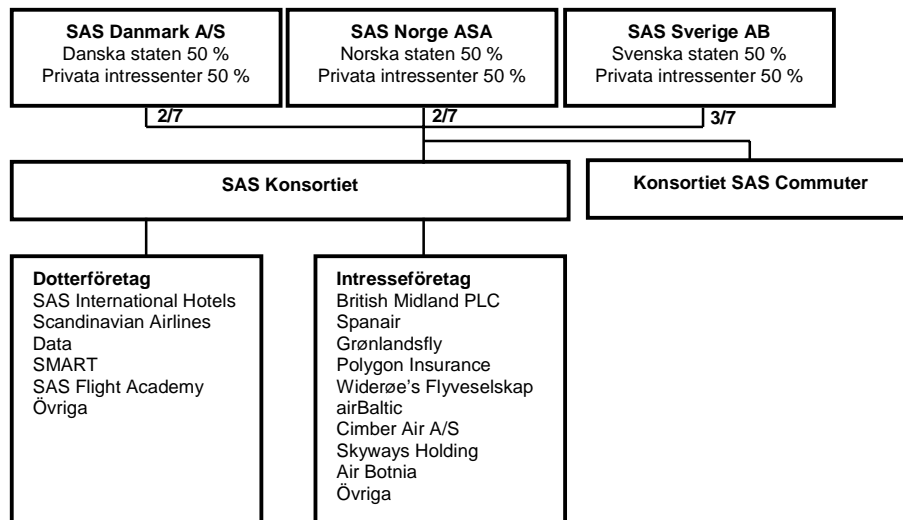 SAS Danmark A/S
Danska staten 50 %
Privata intressenter 50 %
SAS Norge ASA
Norska staten 50 %
Privata intressenter 50 %
SAS Sverige AB
Svenska staten 50 %
Privata intressenter 50 %
2/7
2/7
3/7
SAS Konsortiet
Konsortiet SAS Commuter
Dotterföretag
SAS International Hotels
Scandinavian Airlines
Data
SMART
SAS Flight Academy
Övriga
Intresseföretag
British Midland PLC
Spanair
Grønlandsfly
Polygon Insurance
Widerøe's Flyveselskap
airBaltic
Cimber Air A/S
Skyways Holding
Air Botnia
Övriga